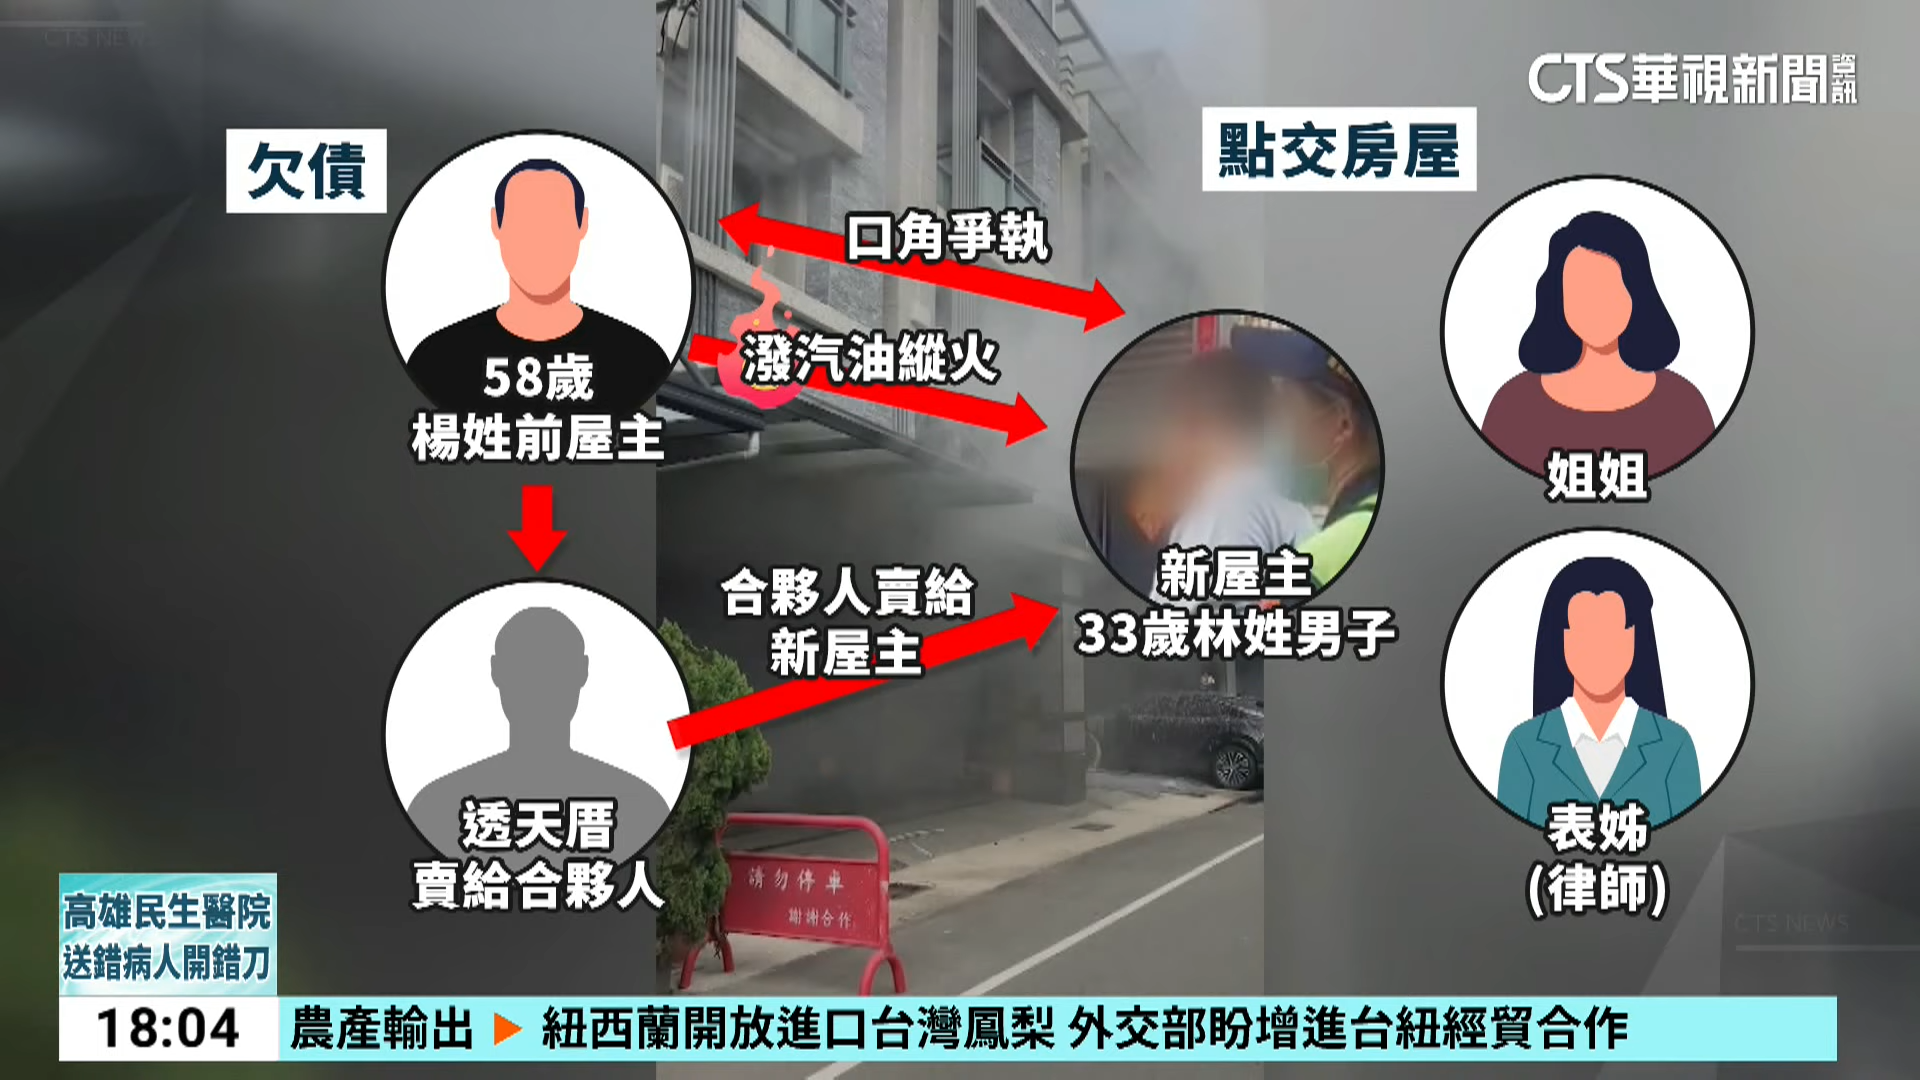 CTS NEWS
CTS華視新聞資訊
欠債
點交房屋
口角爭執
潑汽油縱火
58歲
楊姓前屋主
姐姐
合夥人賣給
新屋主
新屋主
33歲林姓男子
透天厝
賣給合夥人
表姊
(律師)
請勿停車
謝謝合作
CTS NEWS
高雄民生醫院
送錯病人開錯刀
18:04
農產輸出 ▶ 紐西蘭開放進口台灣鳳梨 外交部盼增進台紐經貿合作